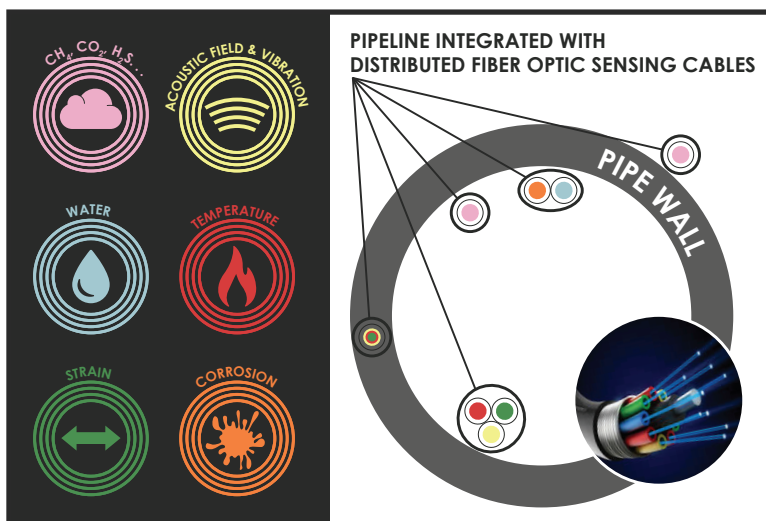 CH₄, CO₂, H₂S...
ACOUSTIC FIELD & VIBRATION
WATER
TEMPERATURE
STRAIN
CORROSION
PIPELINE INTEGRATED WITH
DISTRIBUTED FIBER OPTIC SENSING CABLES
PIPE WALL